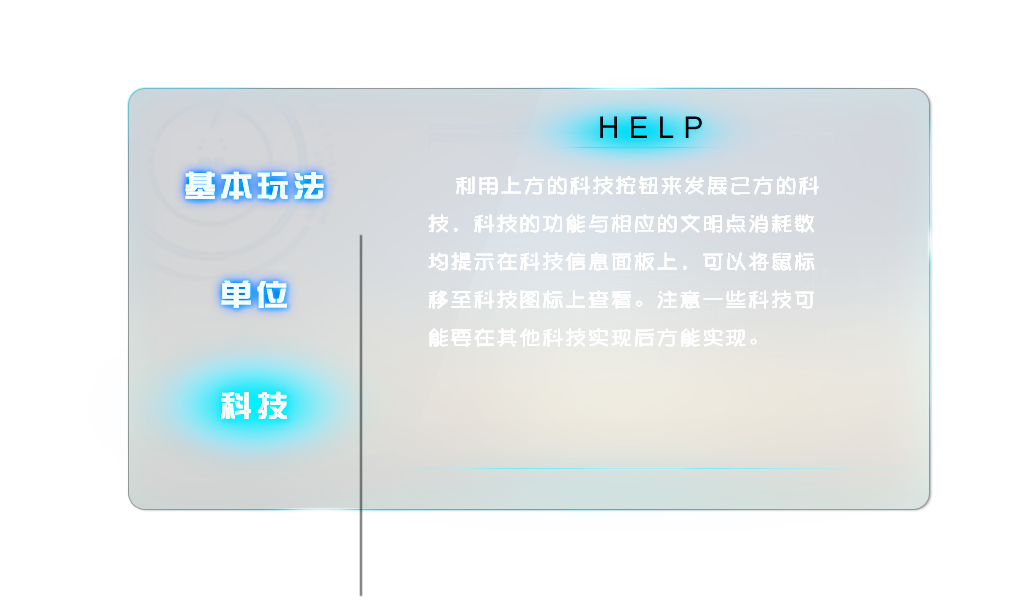 HELP
基本玩法
单位
科技
利用上方的科技按钮来发展己方的科
技，科技的功能与相应的文明点消耗数
均提示在科技信息面板上，可以将鼠标
移至科技图标上查看。注意一些科技可
能要在其他科技实现后方能实现。